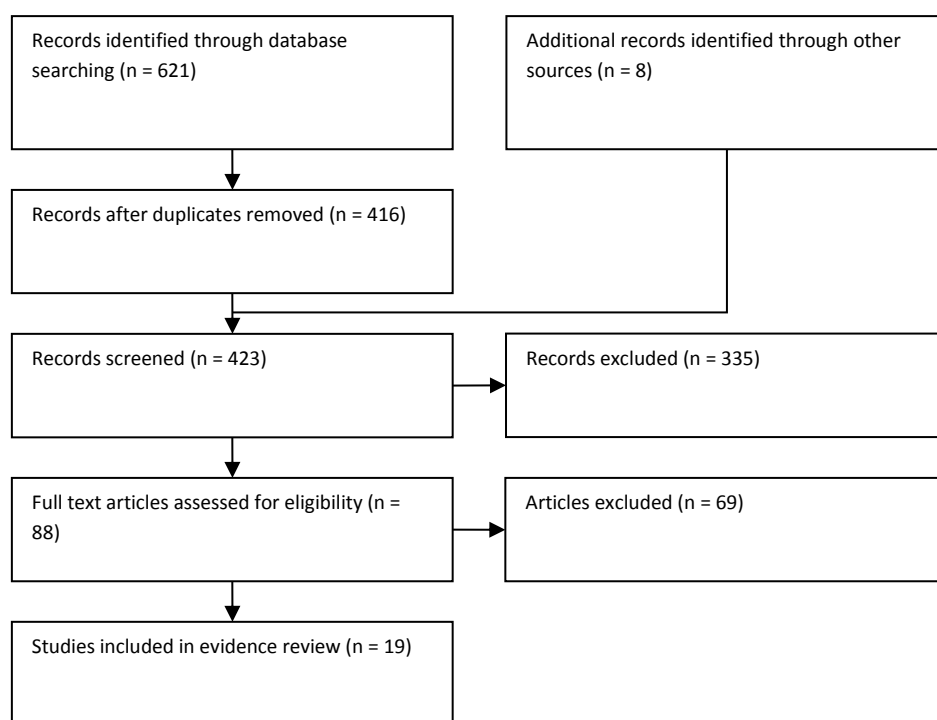 Records identified through database
searching (n = 621)
Additional records identified through other
sources (n = 8)
Records after duplicates removed (n = 416)
Records screened (n = 423)
Records excluded (n = 335)
Full text articles assessed for eligibility (n =
88)
Articles excluded (n = 69)
Studies included in evidence review (n = 19)